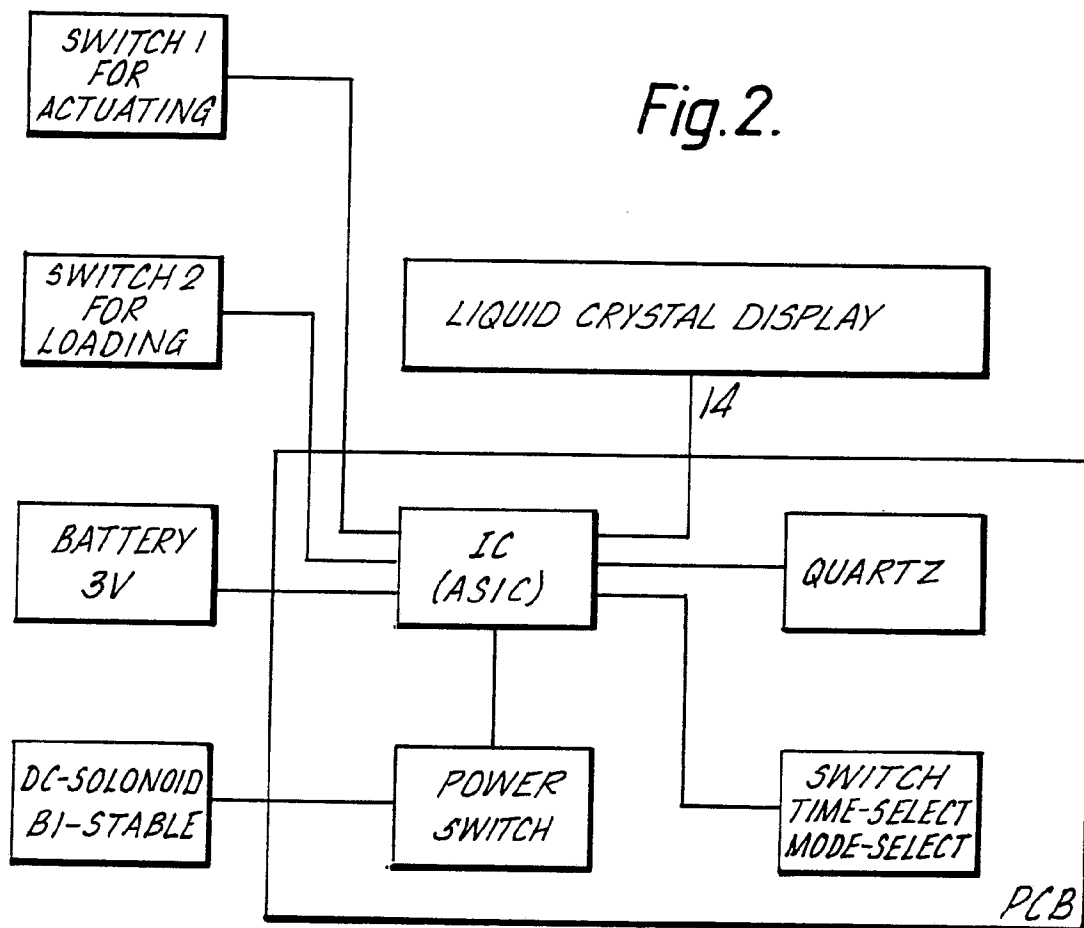 SWITCH 1
FOR
ACTUATING
Fig.2.
SWITCH 2
FOR
LOADING
LIQUID CRYSTAL DISPLAY
14
BATTERY
3V
IC
(ASIC)
QUARTZ
DC-SOLONOID
BI-STABLE
POWER
SWITCH
SWITCH
TIME-SELECT
MODE-SELECT
PCB